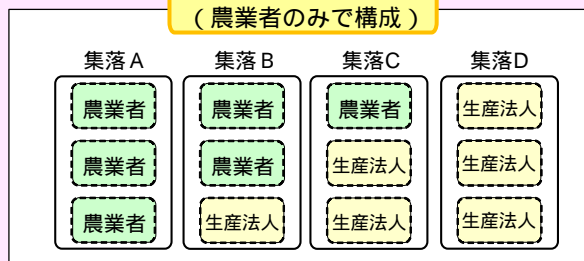 （農業者のみで構成）
集落Ａ 集落Ｂ 集落C 集落D
農業者 農業者 農業者 生産法人
農業者 農業者 生産法人 生産法人
農業者 生産法人 生産法人 生産法人